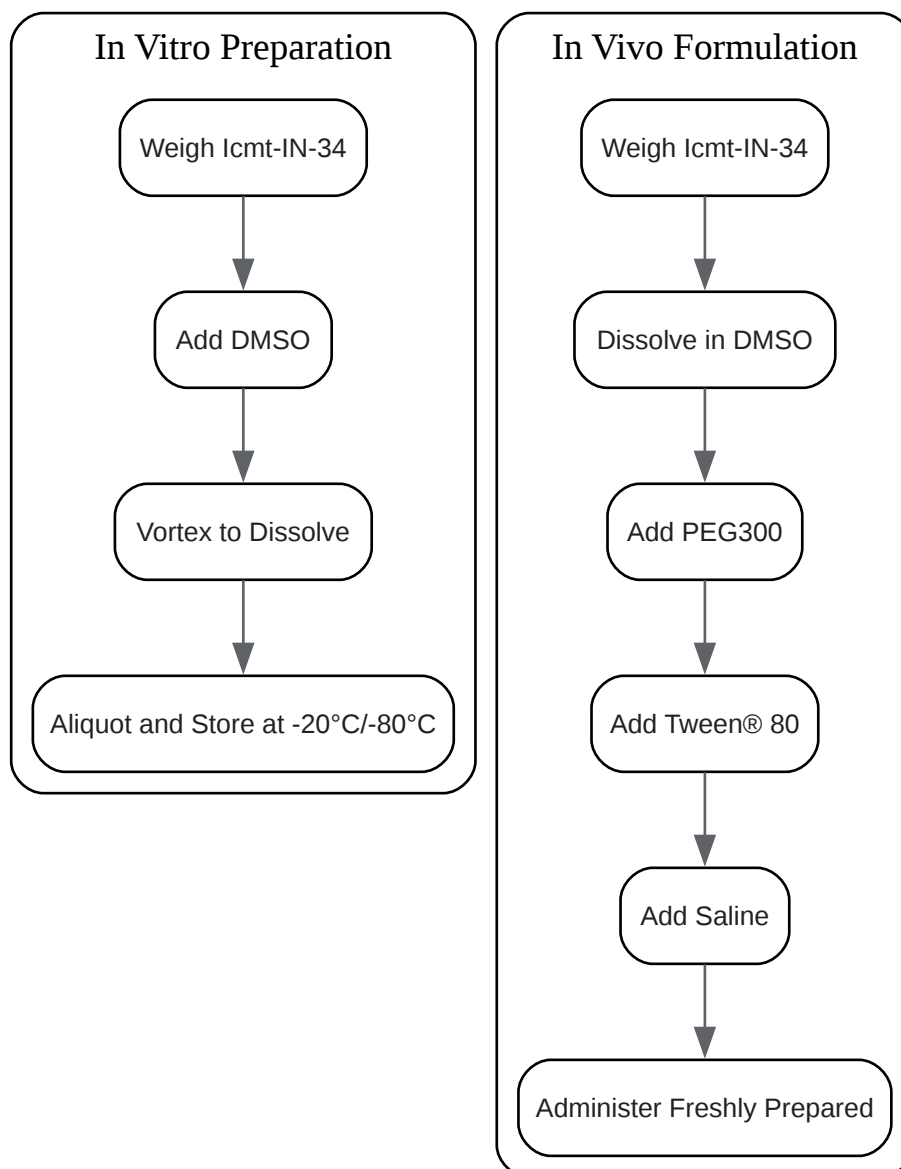 In Vitro Preparation
Weigh Icmt-IN-34
Add DMSO
Vortex to Dissolve
Aliquot and Store at -20°C/-80°C
In Vivo Formulation
Weigh Icmt-IN-34
Dissolve in DMSO
Add PEG300
Add Tween® 80
Add Saline
Administer Freshly Prepared